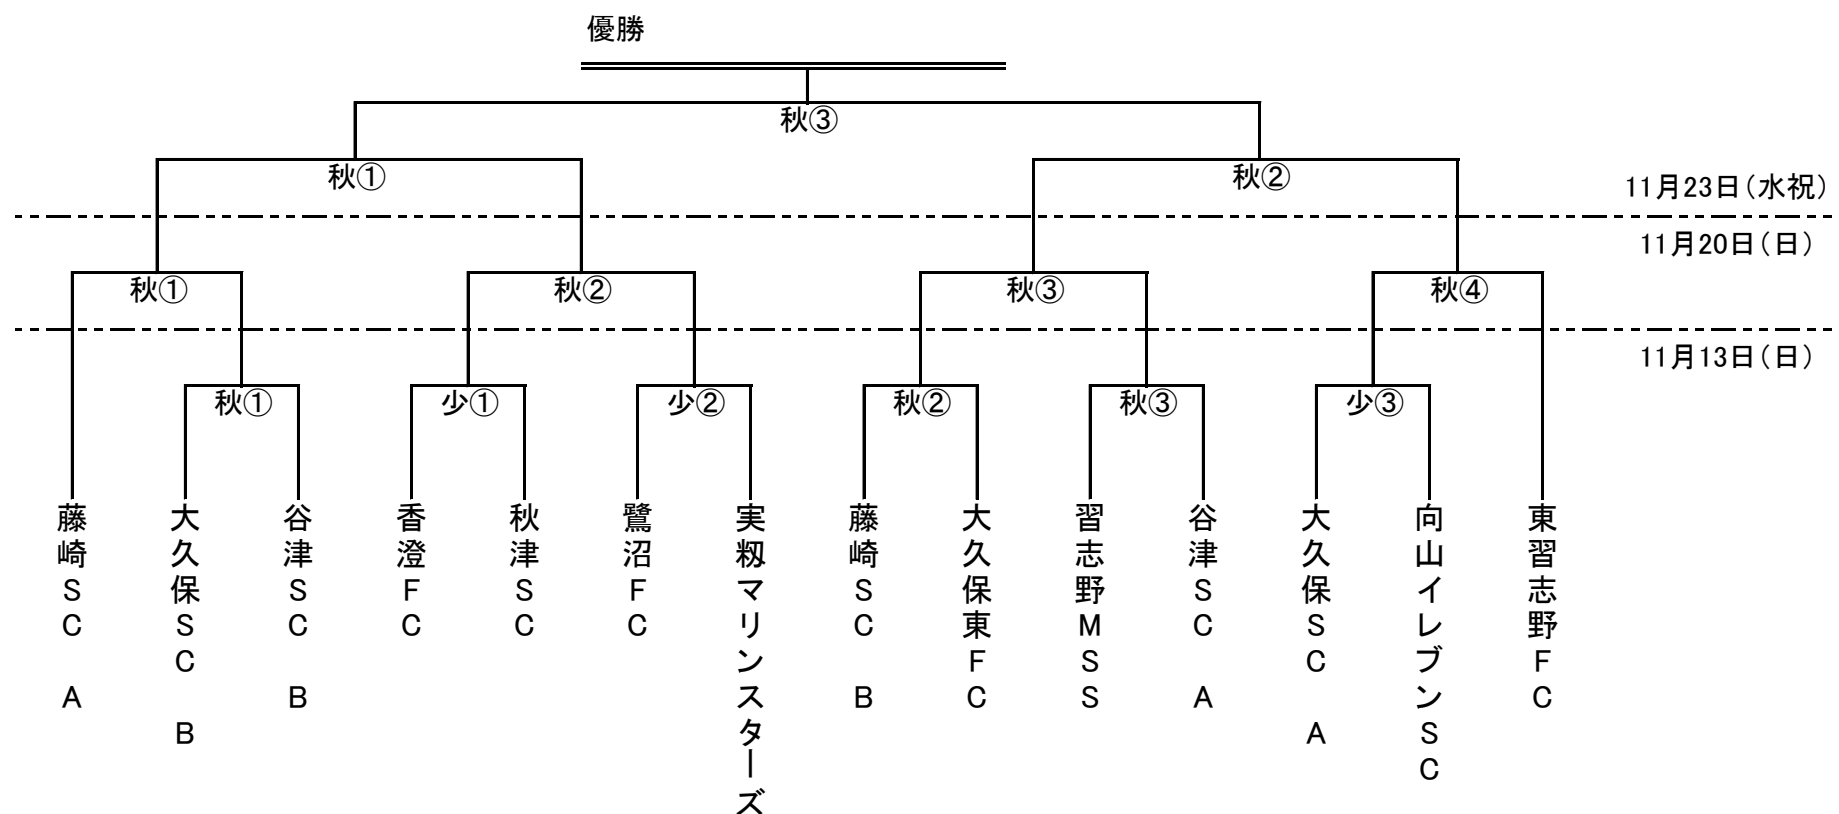 優勝
秋③
秋①
秋②
11月23日（水祝）
11月20日（日）
秋①
秋②
秋③
秋④
11月13日（日）
秋①
少①
少②
秋②
秋③
少③
藤崎SC A
大久保SC B
谷津SC B
香澄FC
秋津SC
鷺沼FC
実籾マリンスターズ
藤崎SC B
大久保東FC
習志野MSS
谷津SC A
大久保SC A
向山イレブンSC
東習志野FC